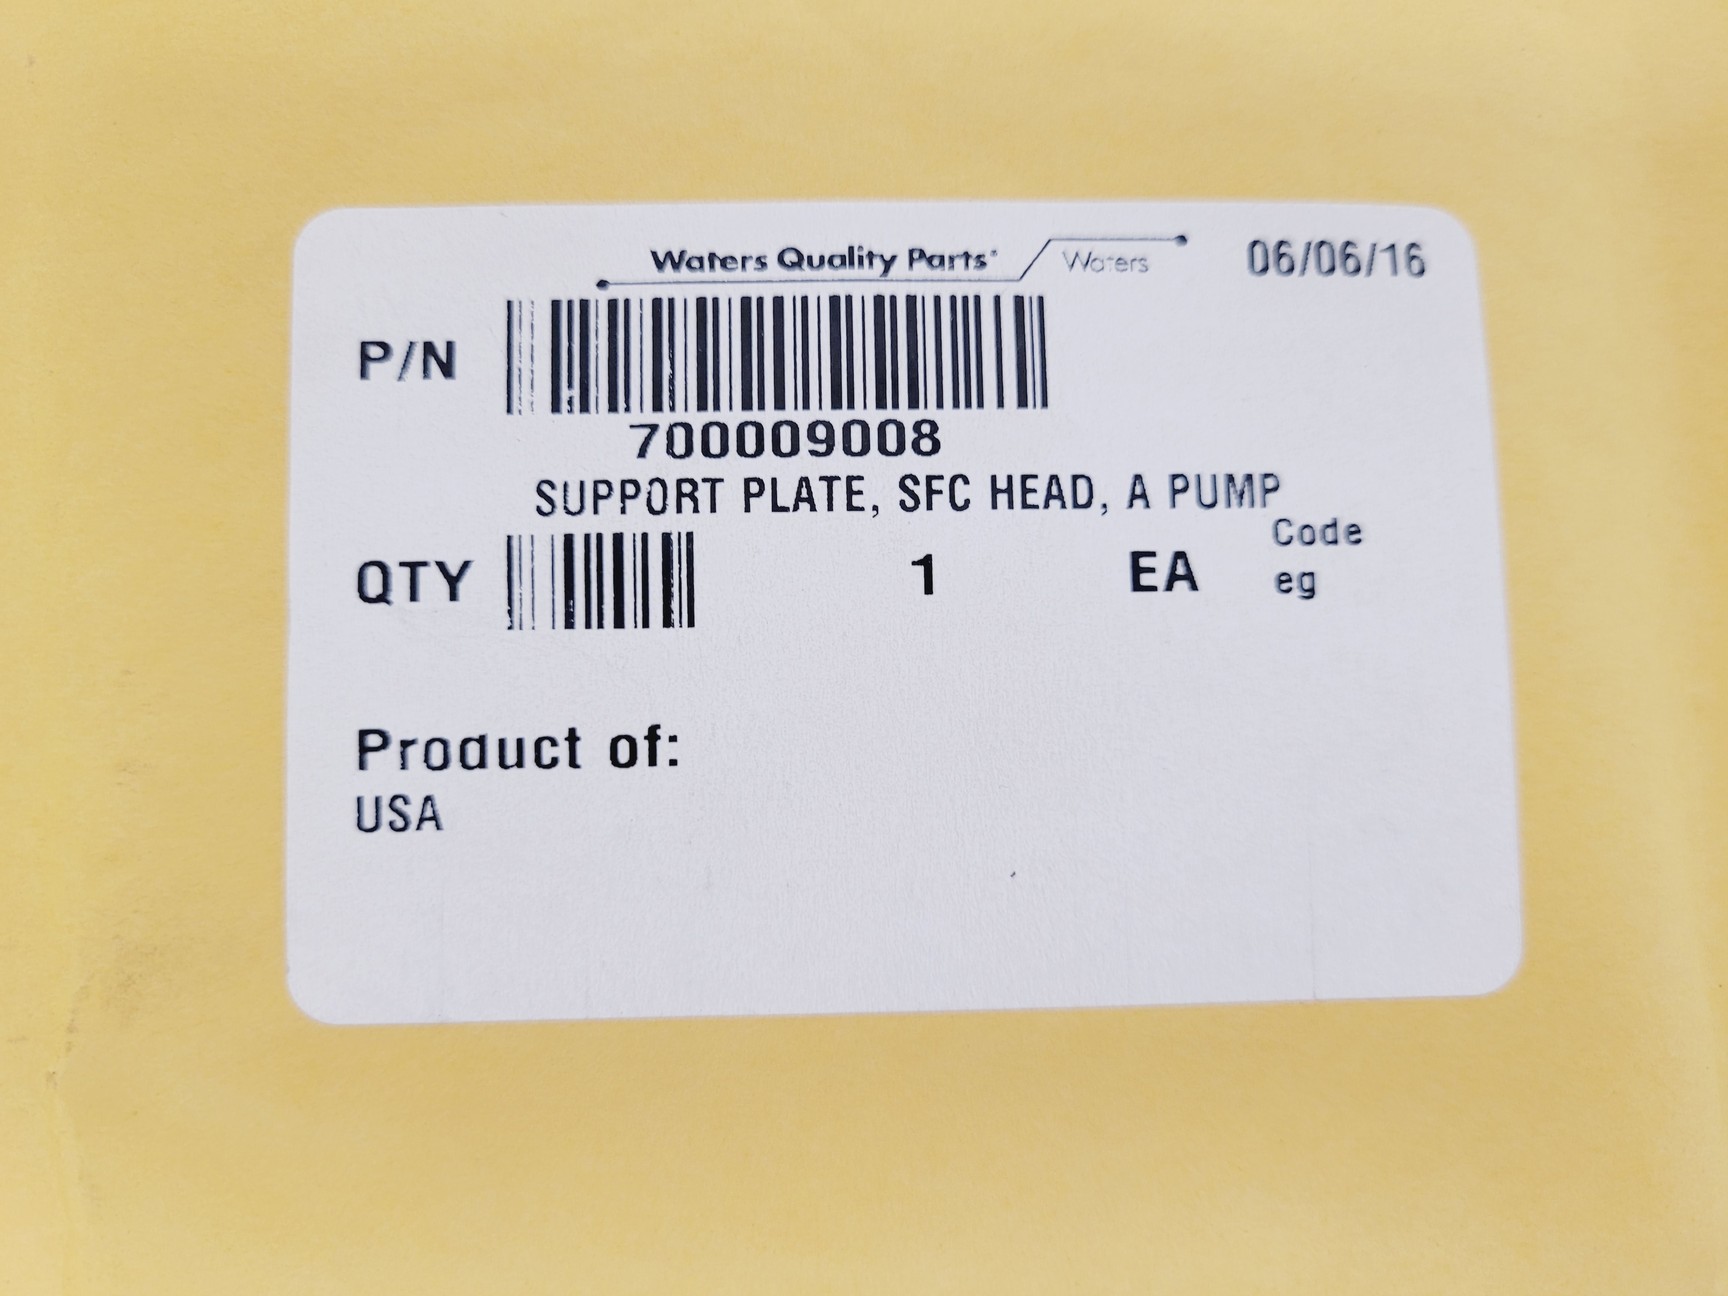 Waters Quality Parts® Waters 06/06/16
P/N
700009008
SUPPORT PLATE, SFC HEAD, A PUMP
QTY 1 EA Code
eg
Product of:
USA